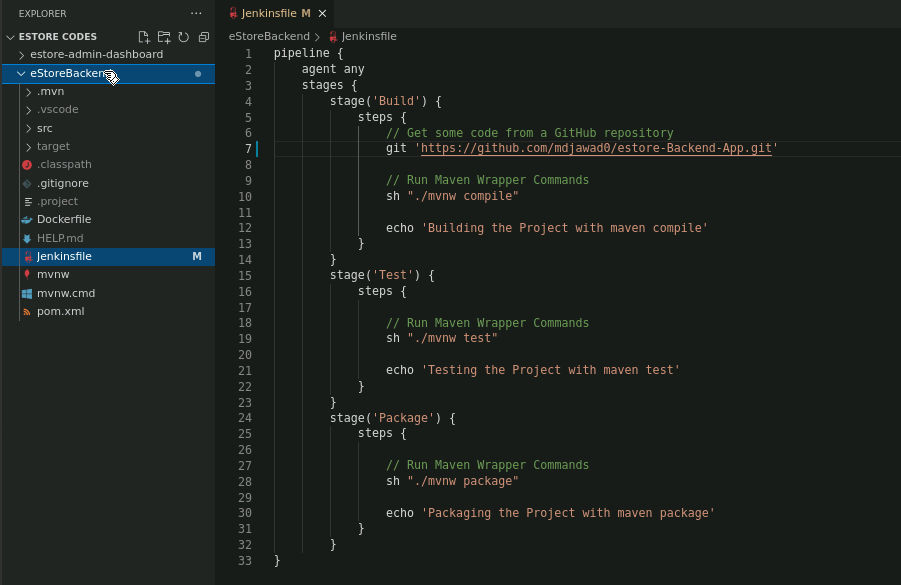 EXPLORER
ESTORE CODES
estore-admin-dashboard
eStoreBackend
.mvn
.vscode
src
target
.classpath
.gitignore
.project
Dockerfile
HELP.md
Jenkinsfile M
mvnw
mvnw.cmd
pom.xml
Jenkinsfile M
eStoreBackend > Jenkinsfile
1 pipeline {
2 agent any
3 stages {
4 stage('Build') {
5 steps {
6 // Get some code from a GitHub repository
7 git 'https://github.com/mdjawad0/estore-Backend-App.git'
8
9 // Run Maven Wrapper Commands
10 sh "./mvnw compile"
11
12 echo 'Building the Project with maven compile'
13 }
14 }
15 stage('Test') {
16 steps {
17
18 // Run Maven Wrapper Commands
19 sh "./mvnw test"
20
21 echo 'Testing the Project with maven test'
22 }
23 }
24 stage('Package') {
25 steps {
26
27 // Run Maven Wrapper Commands
28 sh "./mvnw package"
29
30 echo 'Packaging the Project with maven package'
31 }
32 }
33 }